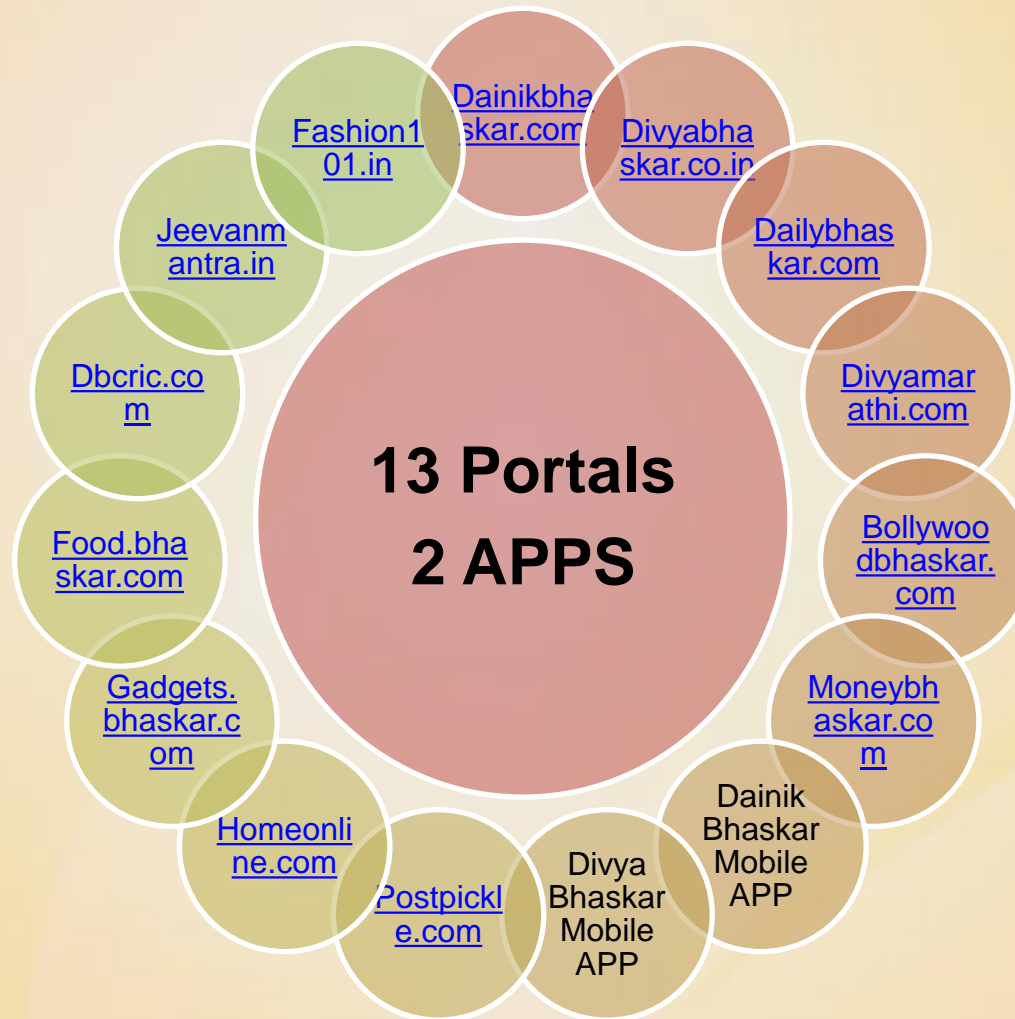 Dainikbha
skar.com
Divyabha
skar.co.in
Dailybhas
kar.com
Divyamar
athi.com
Bollywoo
dbhaskar.
com
Moneybh
askar.co
m
Dainik
Bhaskar
Mobile
APP
Divya
Bhaskar
Mobile
APP
Postpickl
e.com
Homeonli
ne.com
Gadgets.
bhaskar.c
om
Food.bha
skar.com
Dbcric.co
m
Jeevanm
antra.in
Fashion1
01.in
13 Portals
2 APPS